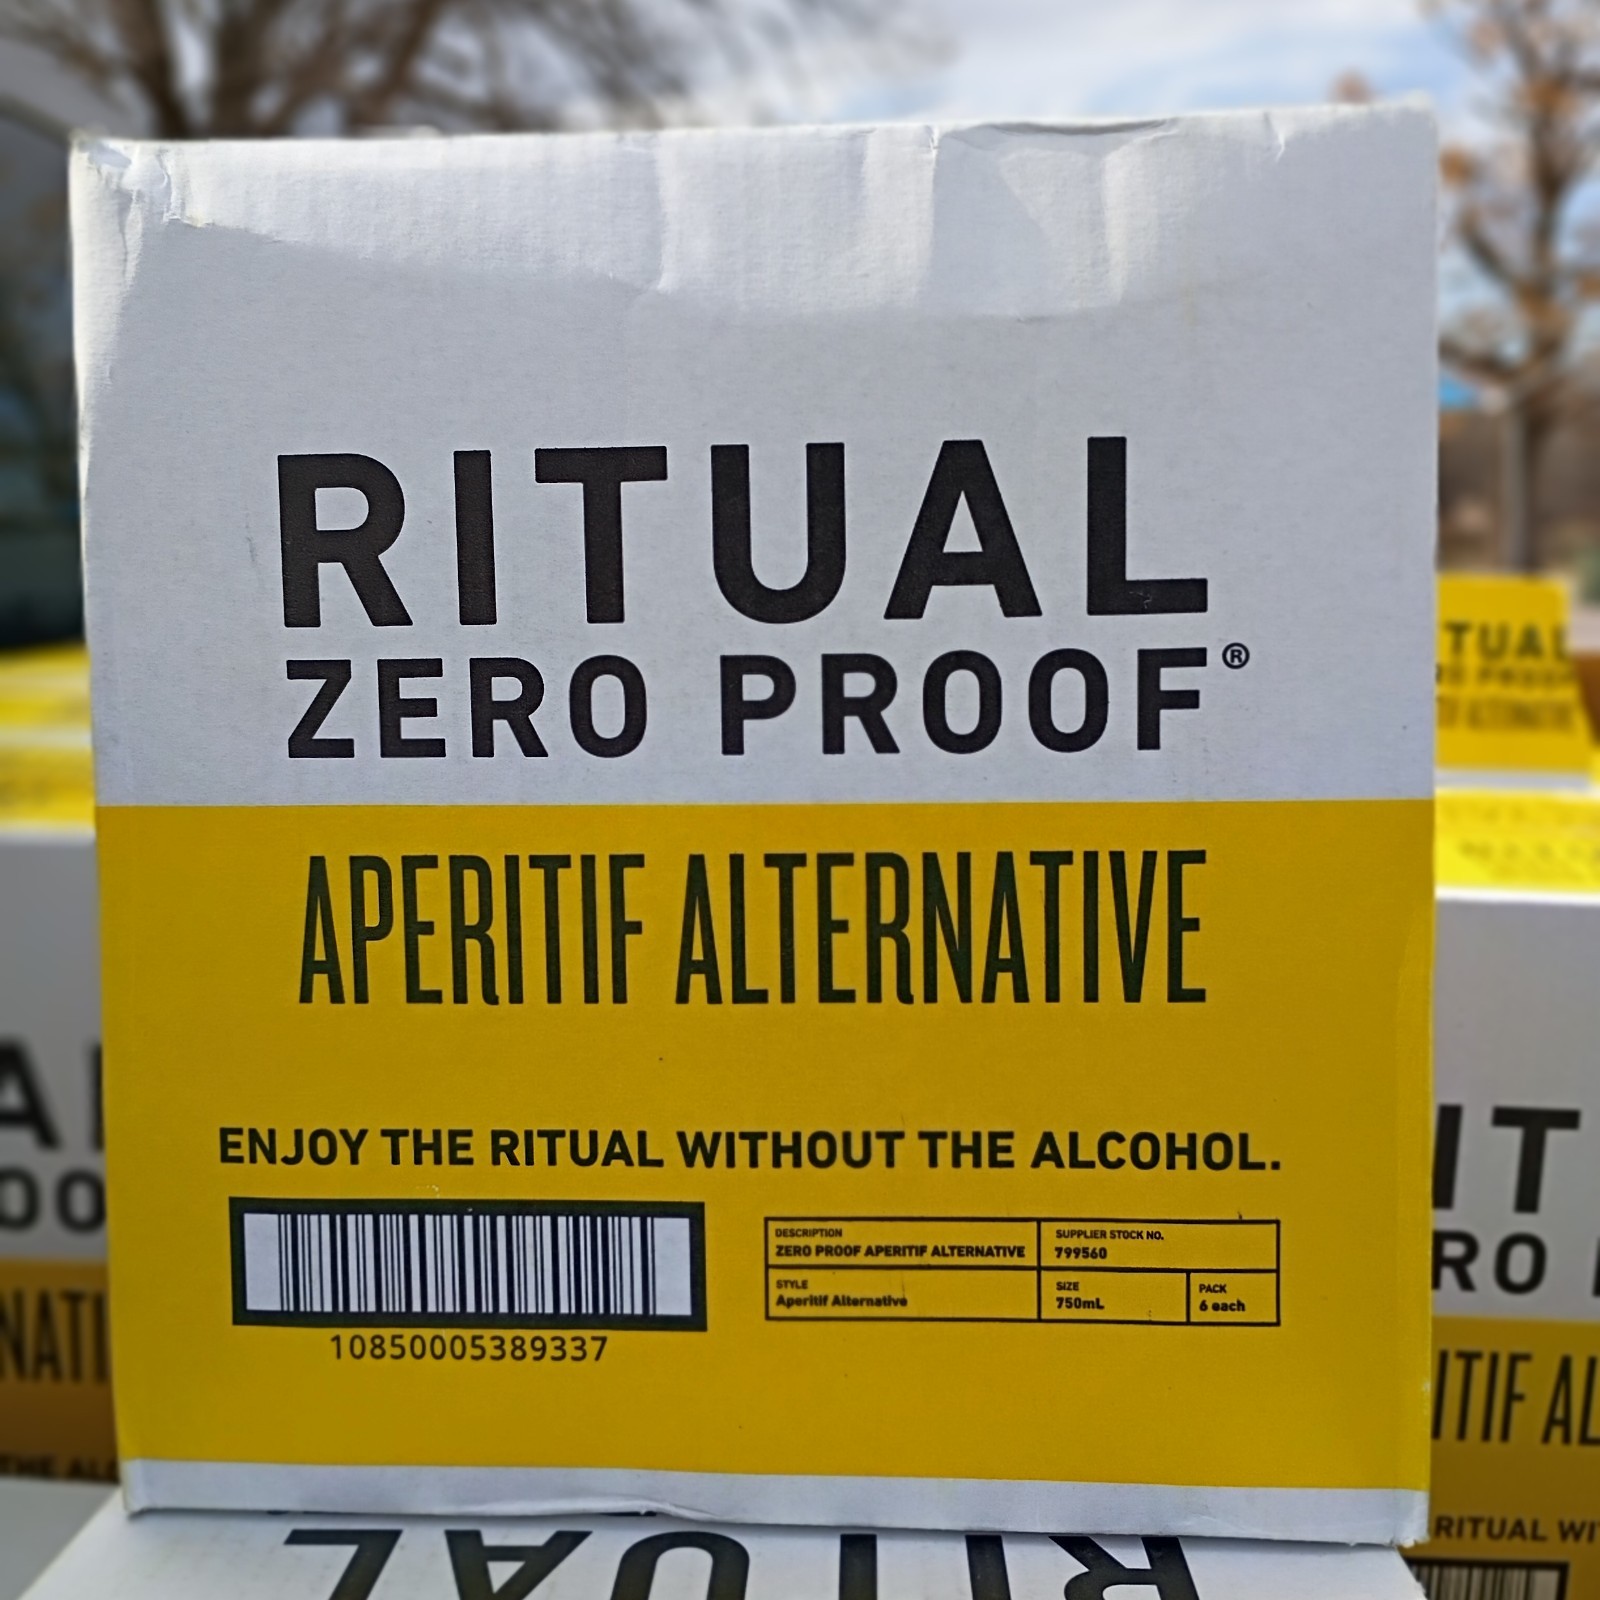 RITUAL
ZERO PROOF®
APERITIF ALTERNATIVE
ENJOY THE RITUAL WITHOUT THE ALCOHOL.
10850005389337
DESCRIPTION
ZERO PROOF APERITIF ALTERNATIVE
SUPPLIER STOCK NO.
799560
STYLE
Aperitif Alternative
SIZE
750mL
PACK
6 each
RITUAL